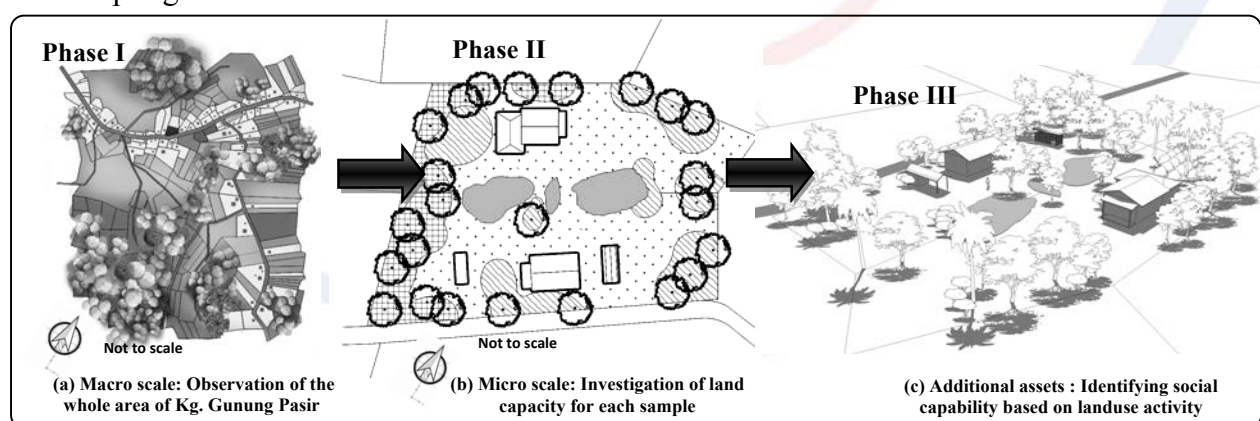 Phase I
Phase II
Phase III
Not to scale
Not to scale
(a) Macro scale: Observation of the
whole area of Kg. Gunung Pasir
(b) Micro scale: Investigation of land
capacity for each sample
(c) Additional assets : Identifying social
capability based on landuse activity